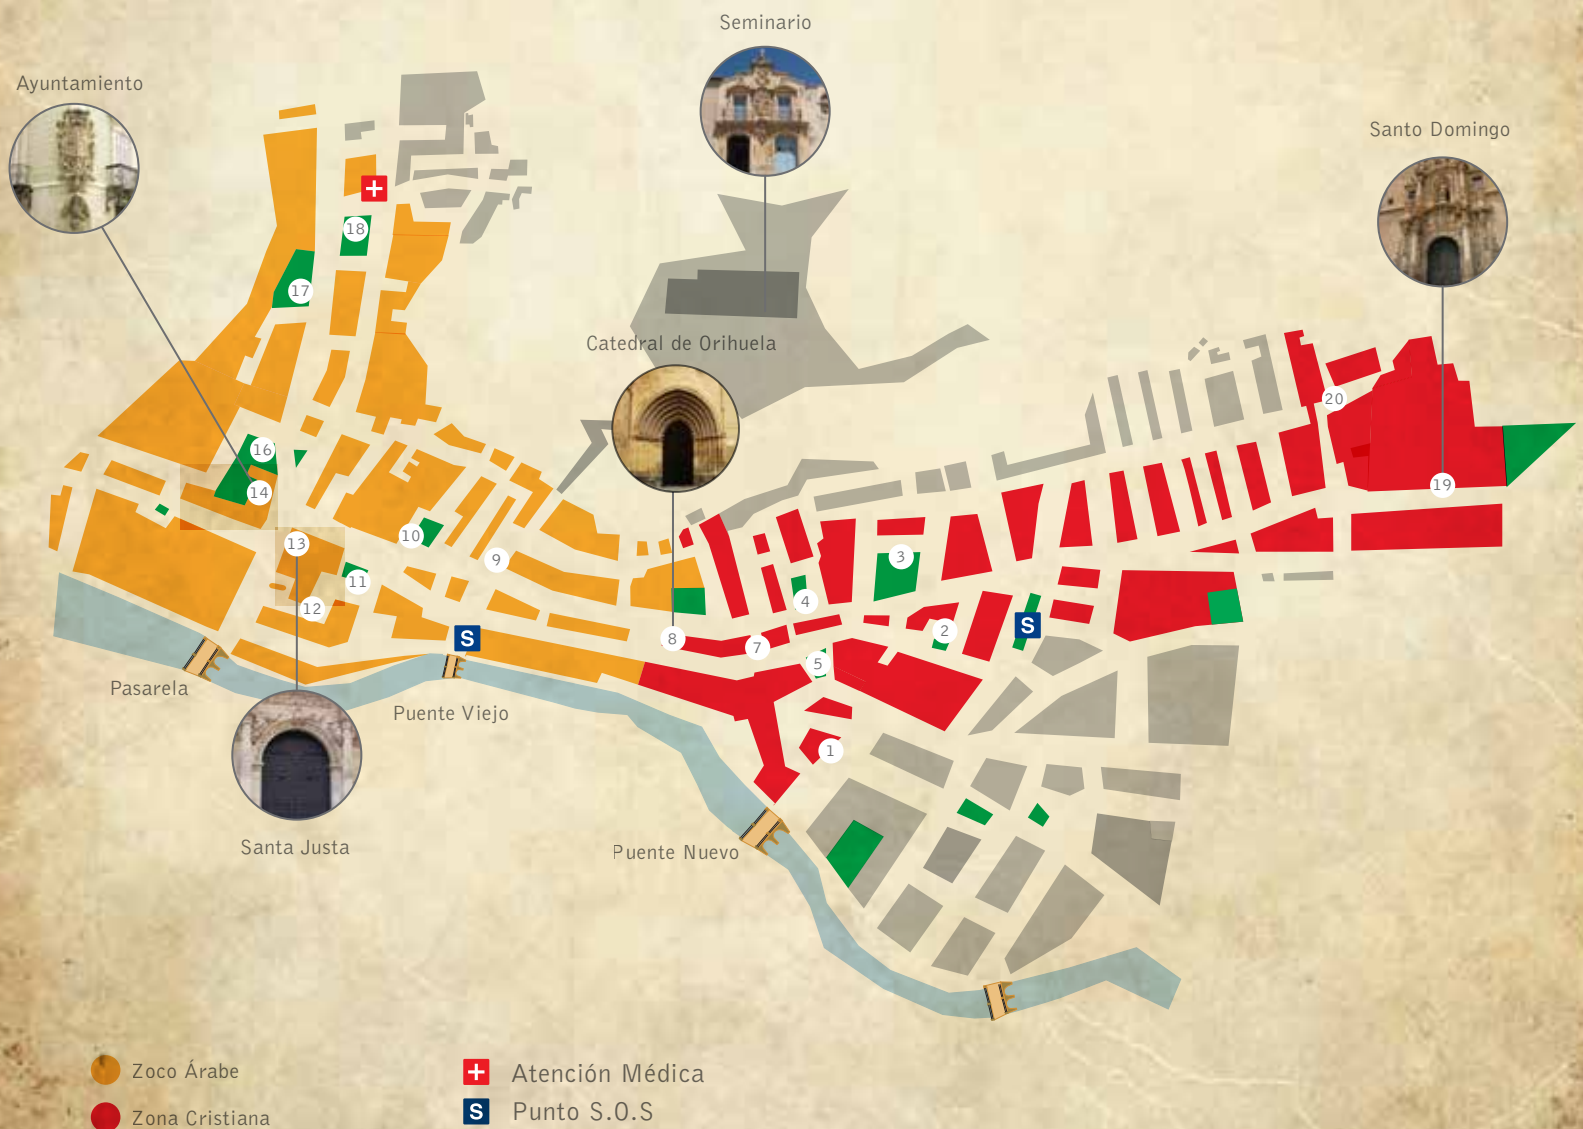 Seminario
Ayuntamiento
Santo Domingo
18
17
Catedral de Orihuela
20
16
14
19
10
13
9
3
11
4
12
S
S
2
8
7
5
Pasarela
Puente Viejo
1
Santa Justa
Puente Nuevo
Zoco Árabe
Atención Médica
S
Punto S.O.S
Zona Cristiana